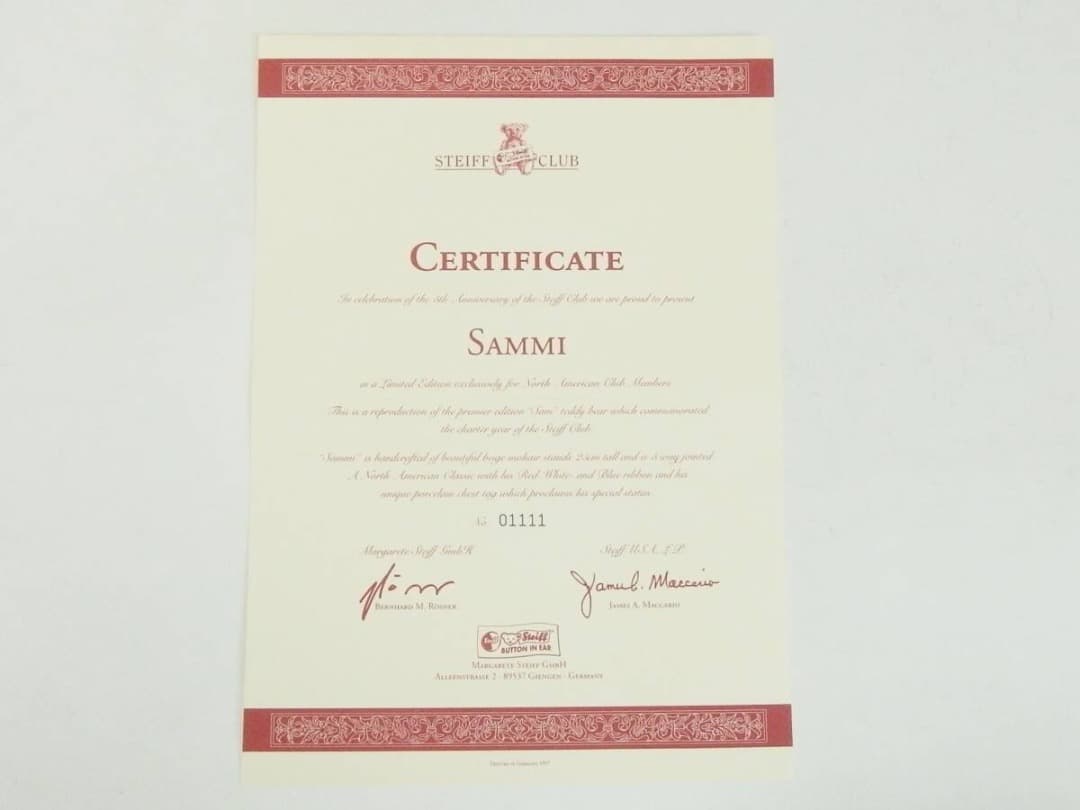 STEIFF CLUB
CERTIFICATE
In celebration of the 5th Anniversary of the Steiff Club we are proud to present
SAMMI
in a Limited Edition exclusively for North American Club Members
This is a reproduction of the premier edition "Sam" teddy bear which commemorated
the charter year of the Steiff Club
"Sammi" is handcrafted of beautiful beige mohair stands 28cm tall and is 5 way jointed
A North American Classic with his Red White and Blue ribbon and his
unique porcelain chest tag which proclaims his special status
01111
Margarete Steiff GmbH Steiff USA, L.P.
BERNHARD M. RÖSNER JAMES A. MACCARIO
Steiff
BUTTON IN EAR
MARGARETE STEIFF GMBH
ALLEENSTRASSE 2 · 89537 GIENGEN · GERMANY